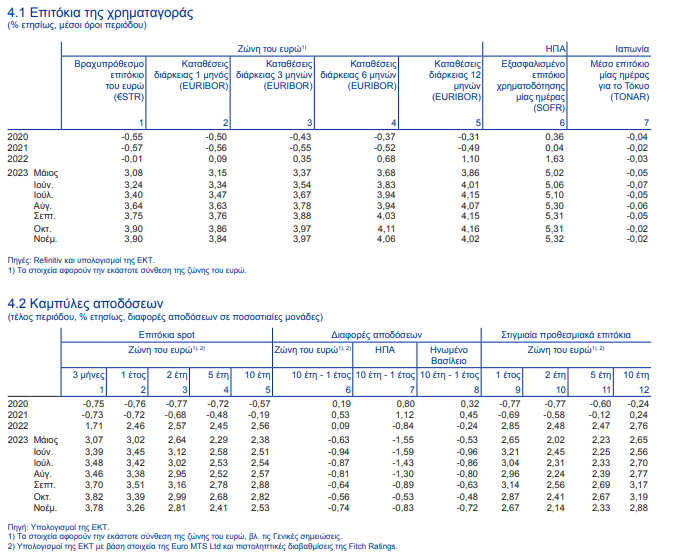 4.1 Επιτόκια της χρηματαγοράς
(% ετησίως, μέσοι όροι περιόδου)
Ζώνη του ευρώ1) ΗΠΑ Ιαπωνία
Βραχυπρόθεσμο Καταθέσεις Καταθέσεις Καταθέσεις Καταθέσεις Εξασφαλισμένο Μέσο επιτόκιο
επιτόκιο διάρκειας 1 μηνός διάρκειας 3 μηνών διάρκειας 6 μηνών διάρκειας 12 επιτόκιο μίας ημέρας
του ευρώ (EURIBOR) (EURIBOR) (EURIBOR) μηνών χρηματοδότησης για το Τόκυο
(€STR) (EURIBOR) μίας ημέρας (TONAR)
(SOFR)
1 2 3 4 5 6 7
2020 -0,55 -0,50 -0,43 -0,37 -0,31 0,36 -0,04
2021 -0,57 -0,56 -0,55 -0,52 -0,49 0,04 -0,02
2022 -0,01 0,09 0,35 0,68 1,10 1,63 -0,03
2023 Μάιος 3,08 3,15 3,37 3,68 3,86 5,02 -0,05
Ιούν. 3,24 3,34 3,54 3,83 4,01 5,06 -0,07
Ιούλ. 3,40 3,47 3,67 3,94 4,15 5,10 -0,05
Αύγ. 3,64 3,63 3,78 3,94 4,07 5,30 -0,06
Σεπτ. 3,75 3,76 3,88 4,03 4,15 5,31 -0,05
Οκτ. 3,90 3,86 3,97 4,11 4,16 5,31 -0,02
Νοέμ. 3,90 3,84 3,97 4,06 4,02 5,32 -0,02
Πηγές: Refinitiv και υπολογισμοί της ΕΚΤ.
1) Τα στοιχεία αφορούν την εκάστοτε σύνθεση της ζώνης του ευρώ.
4.2 Καμπύλες αποδόσεων
(τέλος περιόδου, % ετησίως, διαφορές αποδόσεων σε ποσοστιαίες μονάδες)
Επιτόκια spot Διαφορές αποδόσεων Στιγμιαία προθεσμιακά επιτόκια
Ζώνη του ευρώ1), 2) Ζώνη του ευρώ1), 2) ΗΠΑ Ηνωμένο Ζώνη του ευρώ1), 2)
Βασίλειο
3 μήνες 1 έτος 2 έτη 5 έτη 10 έτη 10 έτη - 1 έτος 10 έτη - 1 έτος 10 έτη - 1 έτος 1 έτος 2 έτη 5 έτη 10 έτη
1 2 3 4 5 6 7 8 9 10 11 12
2020 -0,75 -0,76 -0,77 -0,72 -0,57 0,19 0,80 0,32 -0,77 -0,77 -0,60 -0,24
2021 -0,73 -0,72 -0,68 -0,48 -0,19 0,53 1,12 0,45 -0,69 -0,58 -0,12 0,24
2022 1,71 2,46 2,57 2,45 2,56 0,09 -0,84 -0,24 2,85 2,48 2,47 2,76
2023 Μάιος 3,07 3,02 2,64 2,29 2,38 -0,63 -1,55 -0,53 2,65 2,02 2,23 2,65
Ιούν. 3,39 3,45 3,12 2,58 2,51 -0,94 -1,59 -0,96 3,21 2,45 2,25 2,56
Ιούλ. 3,48 3,42 3,02 2,53 2,54 -0,87 -1,43 -0,86 3,04 2,31 2,33 2,70
Αύγ. 3,46 3,38 2,95 2,52 2,57 -0,81 -1,30 -0,80 2,96 2,24 2,39 2,77
Σεπτ. 3,70 3,51 3,16 2,78 2,88 -0,64 -0,89 -0,63 3,14 2,56 2,69 3,17
Οκτ. 3,82 3,39 2,99 2,68 2,82 -0,56 -0,53 -0,48 2,87 2,41 2,67 3,19
Νοέμ. 3,78 3,26 2,81 2,41 2,53 -0,74 -0,83 -0,72 2,67 2,14 2,33 2,88
Πηγή: Υπολογισμοί της ΕΚΤ.
1) Τα στοιχεία αφορούν την εκάστοτε σύνθεση της ζώνης του ευρώ, βλ. τις Γενικές σημειώσεις.
2) Υπολογισμοί της ΕΚΤ με βάση στοιχεία της Euro MTS Ltd και πιστοληπτικές διαβαθμίσεις της Fitch Ratings.